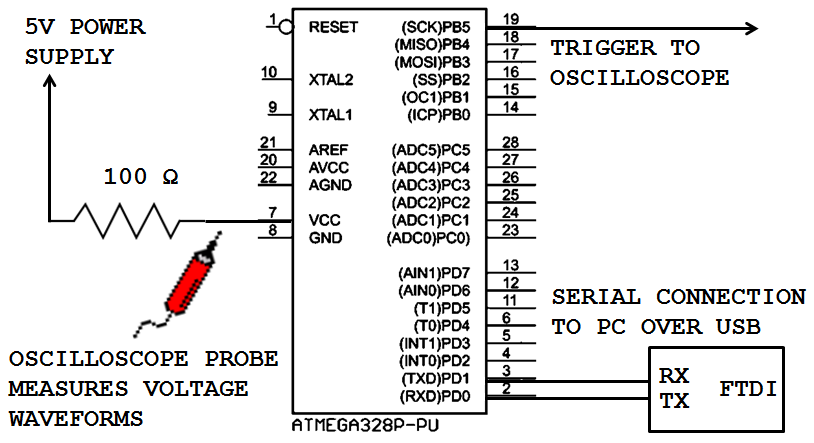 5V POWER
SUPPLY
100 Ω
OSCILLOSCOPE PROBE
MEASURES VOLTAGE
WAVEFORMS
1 RESET (SCK)PB5 19
(MISO)PB4 18
(MOSI)PB3 17
10 XTAL2 (SS)PB2 16
(OC1)PB1 15
9 XTAL1 (ICP)PB0 14
21 AREF (ADC5)PC5 28
20 AVCC (ADC4)PC4 27
22 AGND (ADC3)PC3 26
(ADC2)PC2 25
7 VCC (ADC1)PC1 24
8 GND (ADC0)PC0) 23
(AIN1)PD7 13
(AIN0)PD6 12
(T1)PD5 11
(T0)PD4 6
(INT1)PD3 5
(INT0)PD2 4
(TXD)PD1 3
(RXD)PD0 2
ATMEGA328P-PU
TRIGGER TO
OSCILLOSCOPE
SERIAL CONNECTION
TO PC OVER USB
RX
TX
FTDI